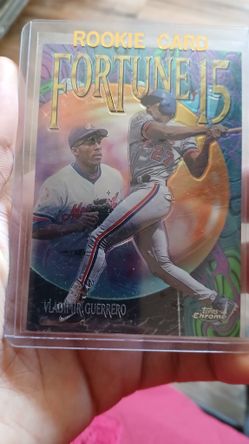 ROOKIE CARD
FORTUNE 15
VLADIMIR GUERRERO
Topps
Chrome